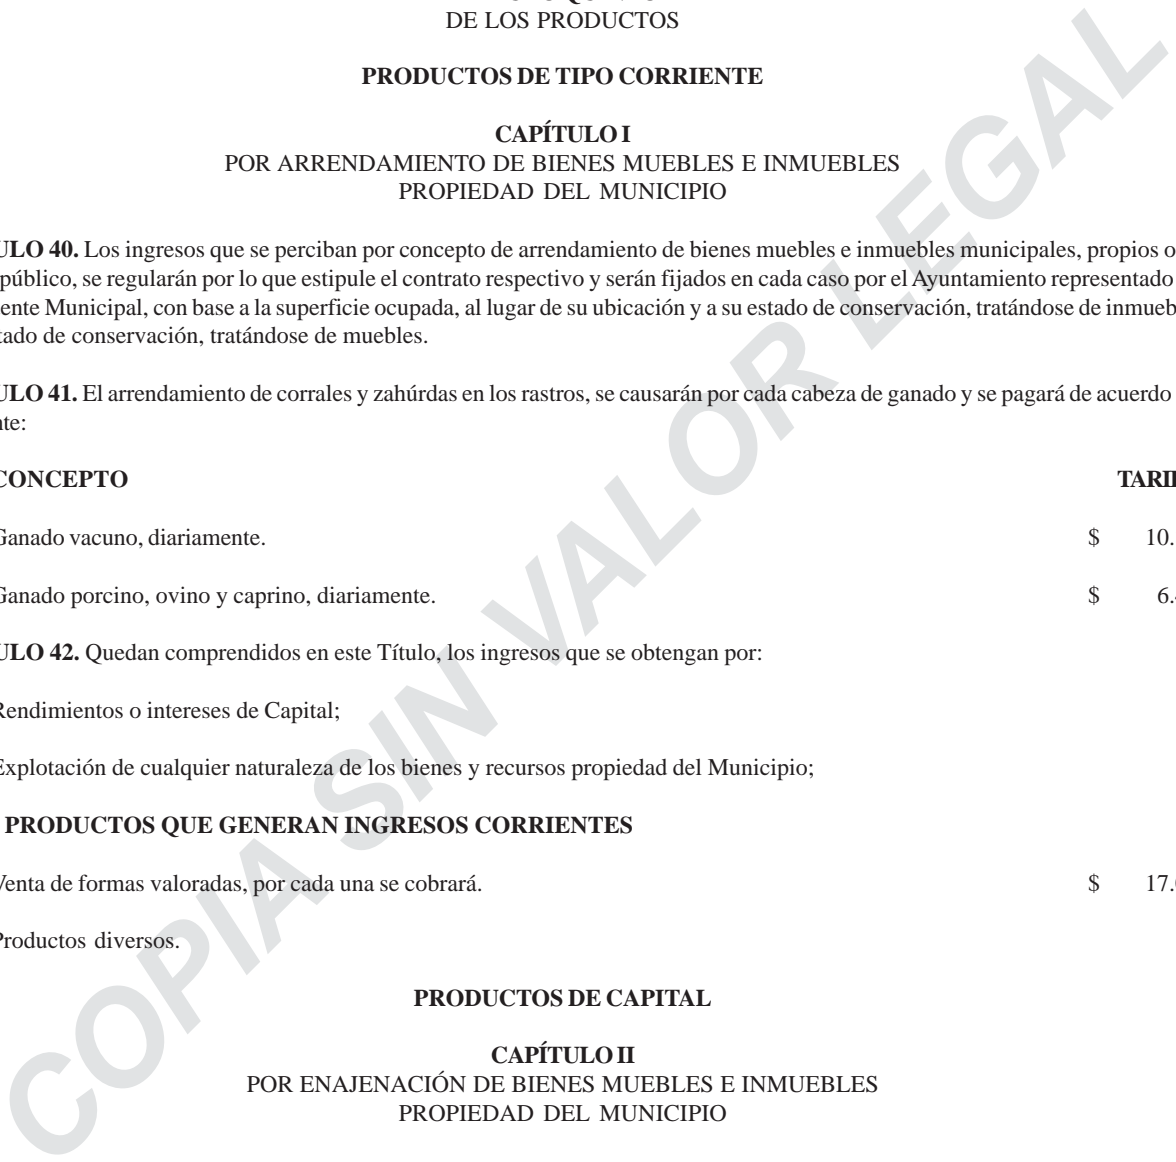 DE LOS PRODUCTOS
PRODUCTOS DE TIPO CORRIENTE
CAPÍTULO I
POR ARRENDAMIENTO DE BIENES MUEBLES E INMUEBLES
PROPIEDAD DEL MUNICIPIO
ULO 40. Los ingresos que se perciban por concepto de arrendamiento de bienes muebles e inmuebles municipales, propios o
público, se regularán por lo que estipule el contrato respectivo y serán fijados en cada caso por el Ayuntamiento representado
ente Municipal, con base a la superficie ocupada, al lugar de su ubicación y a su estado de conservación, tratándose de inmueb
tado de conservación, tratándose de muebles.
ULO 41. El arrendamiento de corrales y zahúrdas en los rastros, se causarán por cada cabeza de ganado y se pagará de acuerdo
nte:
CONCEPTO TARI
Ganado vacuno, diariamente. $ 10.
Ganado porcino, ovino y caprino, diariamente. $ 6.
ULO 42. Quedan comprendidos en este Título, los ingresos que se obtengan por:
Rendimientos o intereses de Capital;
Explotación de cualquier naturaleza de los bienes y recursos propiedad del Municipio;
PRODUCTOS QUE GENERAN INGRESOS CORRIENTES
Venta de formas valoradas, por cada una se cobrará. $ 17.
Productos diversos.
PRODUCTOS DE CAPITAL
CAPÍTULO II
POR ENAJENACIÓN DE BIENES MUEBLES E INMUEBLES
PROPIEDAD DEL MUNICIPIO
COPIA SIN VALOR LEGAL